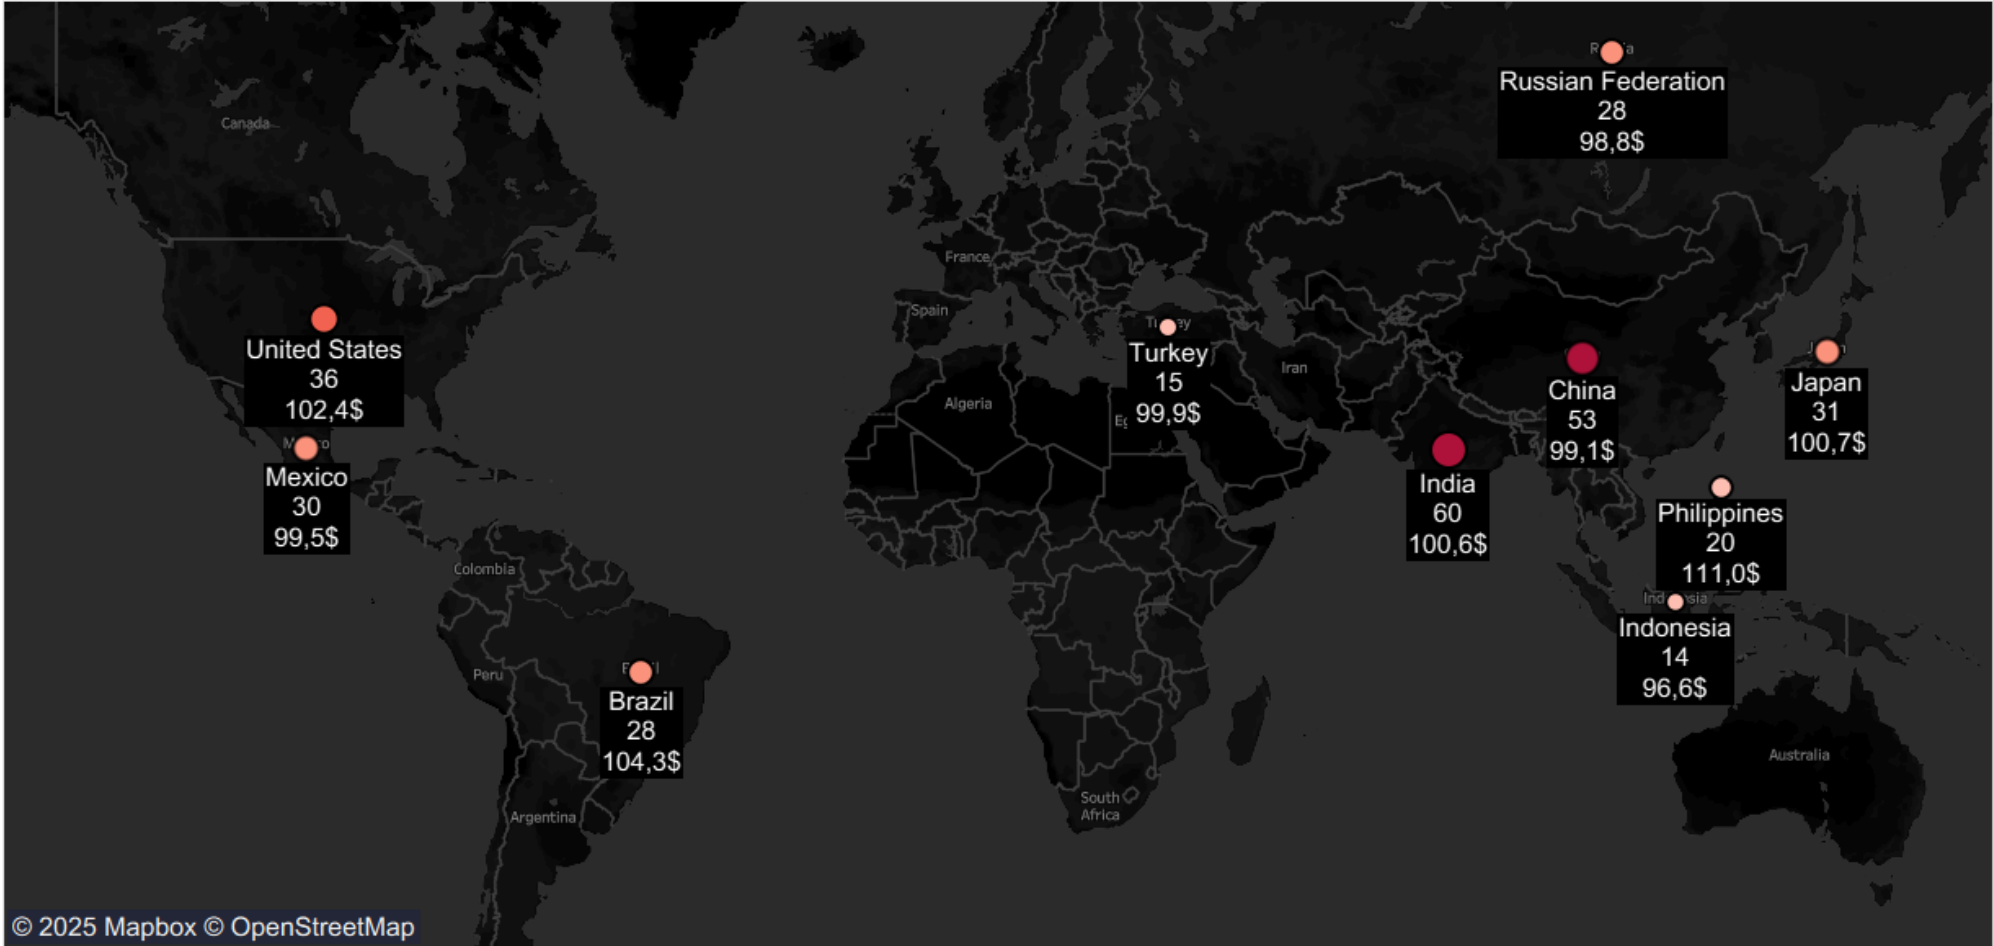 Canada
Russian Federation
28
98,8$
France
Spain
United States
36
102,4$
Turkey
15
99,9$
Iran
China
53
99,1$
Japan
31
100,7$
Algeria
Mexico
30
99,5$
India
60
100,6$
Philippines
20
111,0$
Colombia
Indonesia
14
96,6$
Peru
Brazil
28
104,3$
Australia
South
Africa
Argentina
© 2025 Mapbox © OpenStreetMap